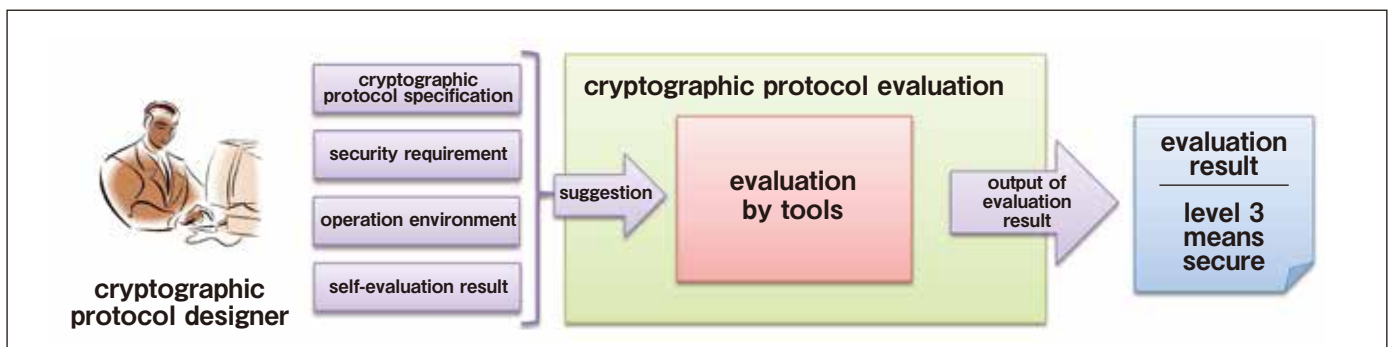 cryptographic
protocol designer
cryptographic
protocol specification
security requirement
operation environment
self-evaluation result
suggestion
cryptographic protocol evaluation
evaluation
by tools
output of
evaluation
result
evaluation
result
level 3
means
secure